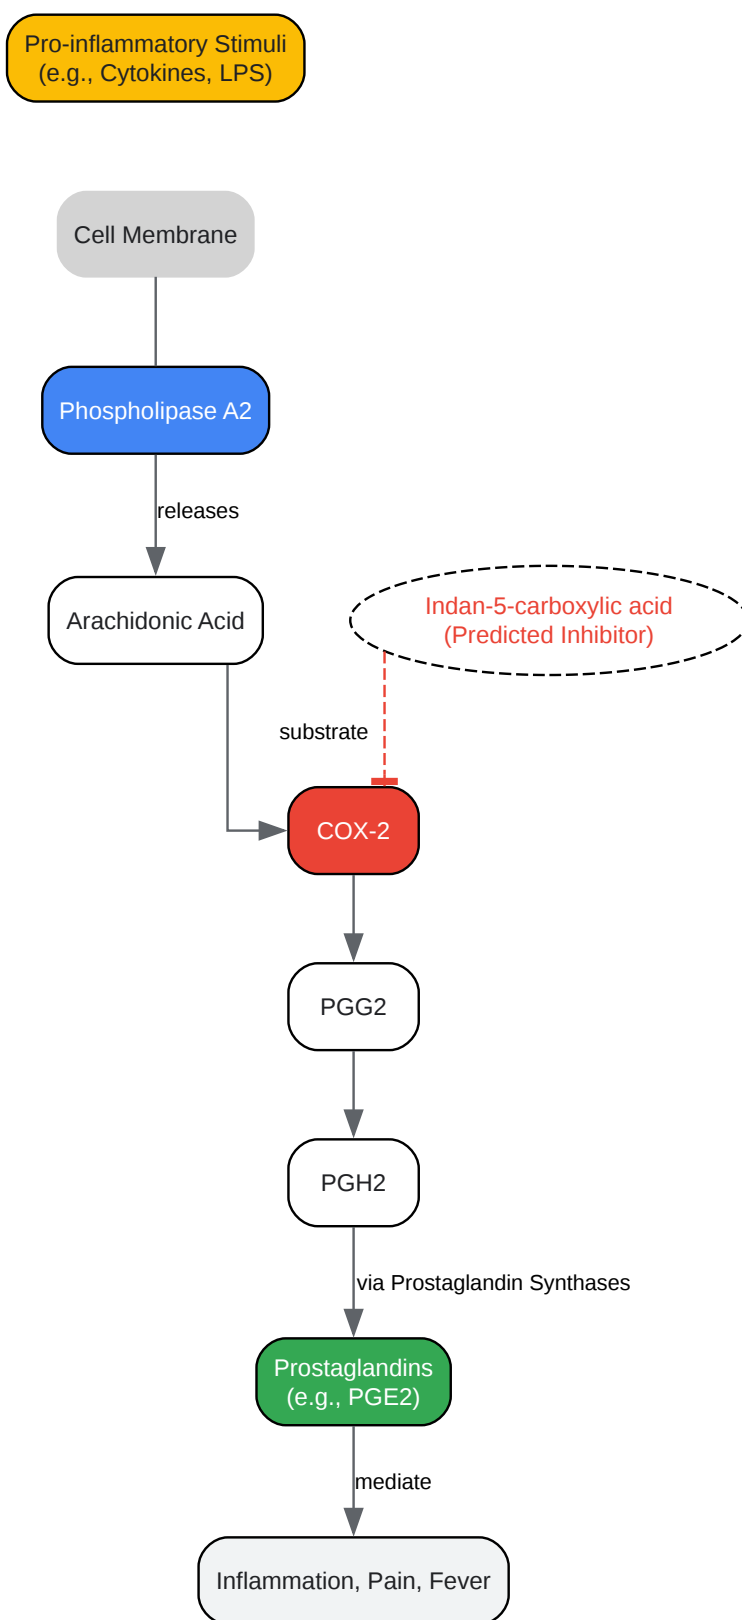 Pro-inflammatory Stimuli
(e.g., Cytokines, LPS)
Cell Membrane
Phospholipase A2
releases
Arachidonic Acid
Indan-5-carboxylic acid
(Predicted Inhibitor)
substrate
COX-2
PGG2
PGH2
via Prostaglandin Synthases
Prostaglandins
(e.g., PGE2)
mediate
Inflammation, Pain, Fever